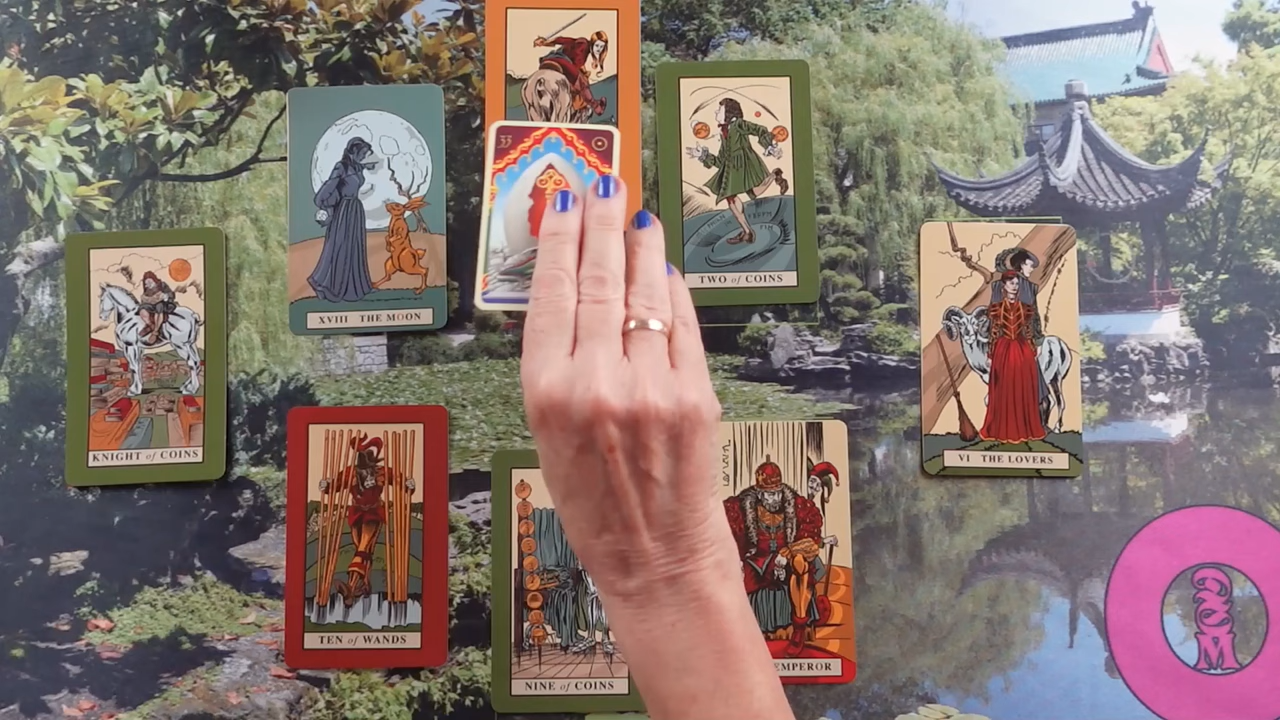 33
TWO of COINS
XVIII THE MOON
KNIGHT of COINS
VI THE LOVERS
TEN of WANDS
EMPEROR
NINE of COINS